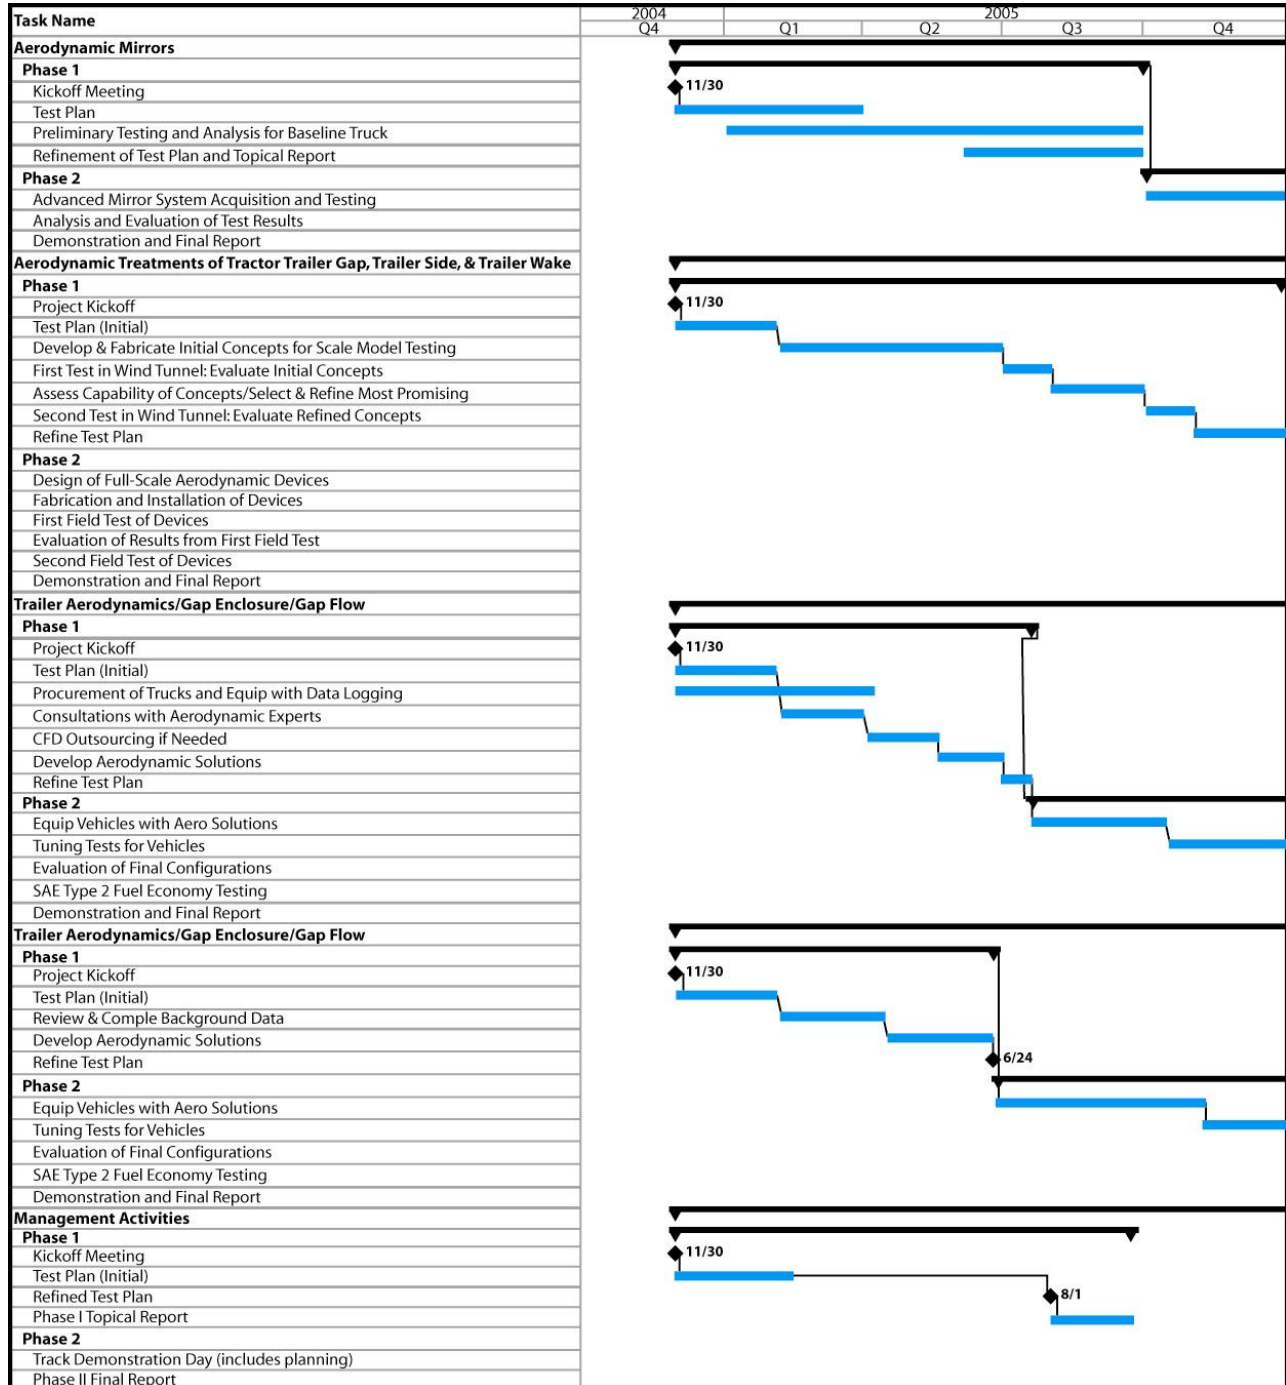 Task Name
2004
2005
Q4
Q1
Q2
Q3
Q4
Aerodynamic Mirrors
Phase 1
Kickoff Meeting
11/30
Test Plan
Preliminary Testing and Analysis for Baseline Truck
Refinement of Test Plan and Topical Report
Phase 2
Advanced Mirror System Acquisition and Testing
Analysis and Evaluation of Test Results
Demonstration and Final Report
Aerodynamic Treatments of Tractor Trailer Gap, Trailer Side, & Trailer Wake
Phase 1
Project Kickoff
11/30
Test Plan (Initial)
Develop & Fabricate Initial Concepts for Scale Model Testing
First Test in Wind Tunnel: Evaluate Initial Concepts
Assess Capability of Concepts/Select & Refine Most Promising
Second Test in Wind Tunnel: Evaluate Refined Concepts
Refine Test Plan
Phase 2
Design of Full-Scale Aerodynamic Devices
Fabrication and Installation of Devices
First Field Test of Devices
Evaluation of Results from First Field Test
Second Field Test of Devices
Demonstration and Final Report
Trailer Aerodynamics/Gap Enclosure/Gap Flow
Phase 1
Project Kickoff
11/30
Test Plan (Initial)
Procurement of Trucks and Equip with Data Logging
Consultations with Aerodynamic Experts
CFD Outsourcing if Needed
Develop Aerodynamic Solutions
Refine Test Plan
Phase 2
Equip Vehicles with Aero Solutions
Tuning Tests for Vehicles
Evaluation of Final Configurations
SAE Type 2 Fuel Economy Testing
Demonstration and Final Report
Trailer Aerodynamics/Gap Enclosure/Gap Flow
Phase 1
Project Kickoff
11/30
Test Plan (Initial)
Review & Comple Background Data
Develop Aerodynamic Solutions
Refine Test Plan
6/24
Phase 2
Equip Vehicles with Aero Solutions
Tuning Tests for Vehicles
Evaluation of Final Configurations
SAE Type 2 Fuel Economy Testing
Demonstration and Final Report
Management Activities
Phase 1
Kickoff Meeting
11/30
Test Plan (Initial)
Refined Test Plan
8/1
Phase I Topical Report
Phase 2
Track Demonstration Day (includes planning)
Phase II Final Report